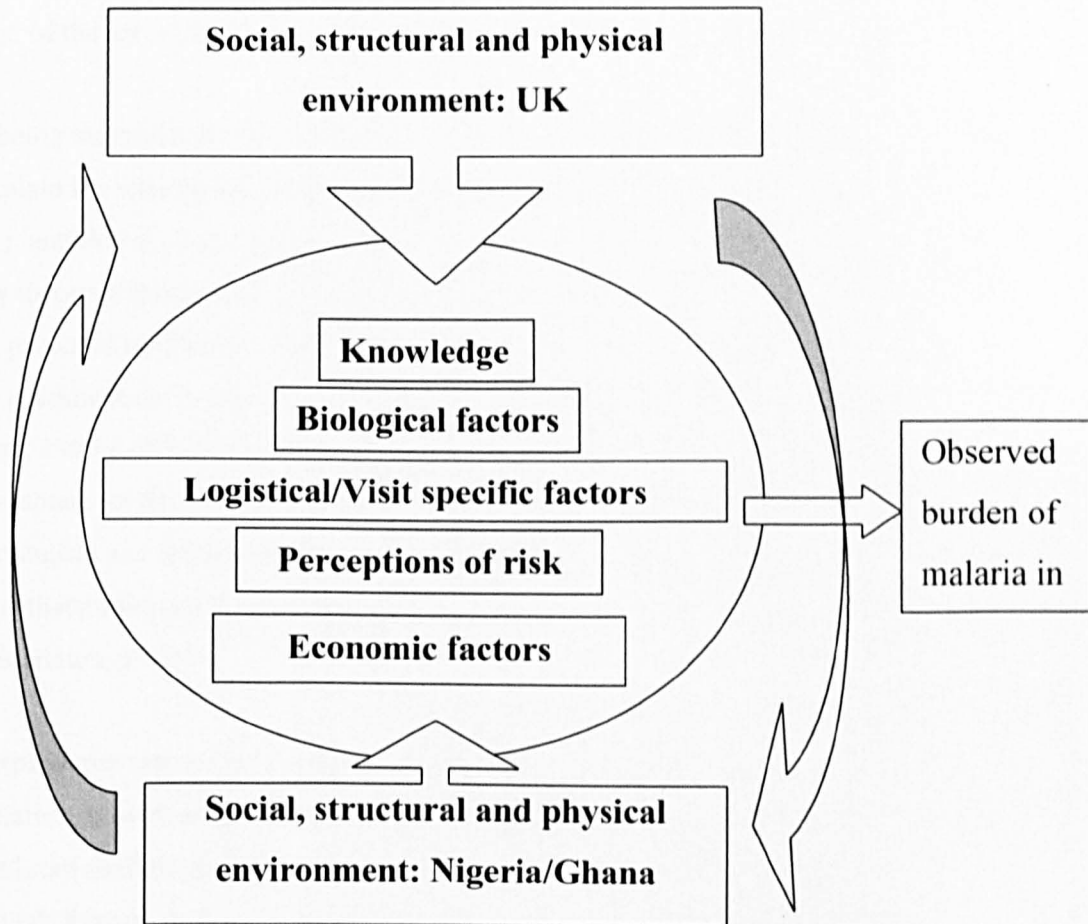 Social, structural and physical
environment: UK
Knowledge
Biological factors
Logistical/Visit specific factors
Perceptions of risk
Economic factors
Observed
burden of
malaria in
Social, structural and physical
environment: Nigeria/Ghana